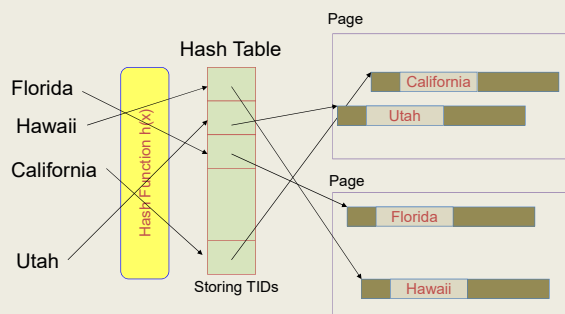 Page
Hash Table
Florida
Hawaii
California
Utah
Hash Function h(x)
Storing TIDs
California
Utah
Page
Florida
Hawaii